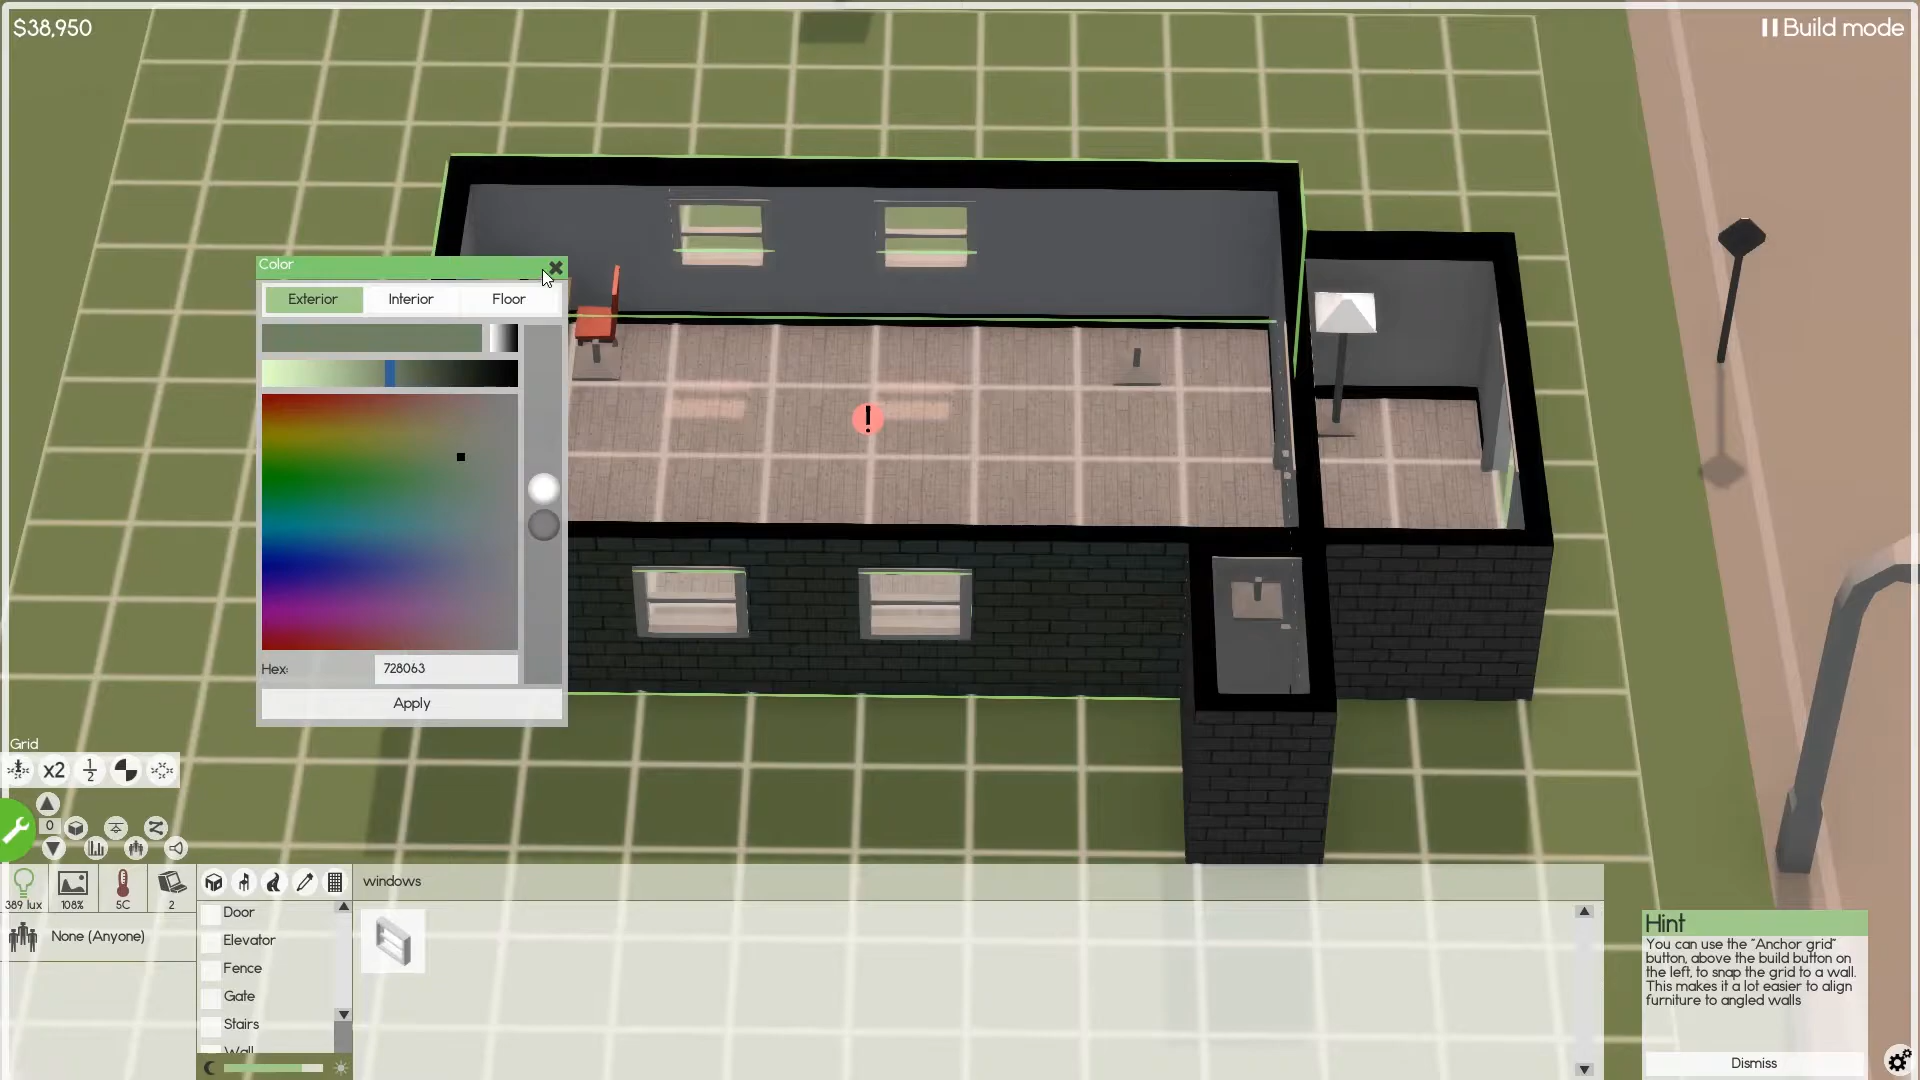 $38,950
Build mode
Color
Exterior
Interior
Floor
Hex:
728063
Apply
Grid
x2
1
2
0
389 lux
108%
5C
2
None (Anyone)
windows
Door
Elevator
Fence
Gate
Stairs
Wall
!
Hint
You can use the "Anchor grid"
button, above the build button on
the left, to snap the grid to a wall.
This makes it a lot easier to align
furniture to angled walls
Dismiss